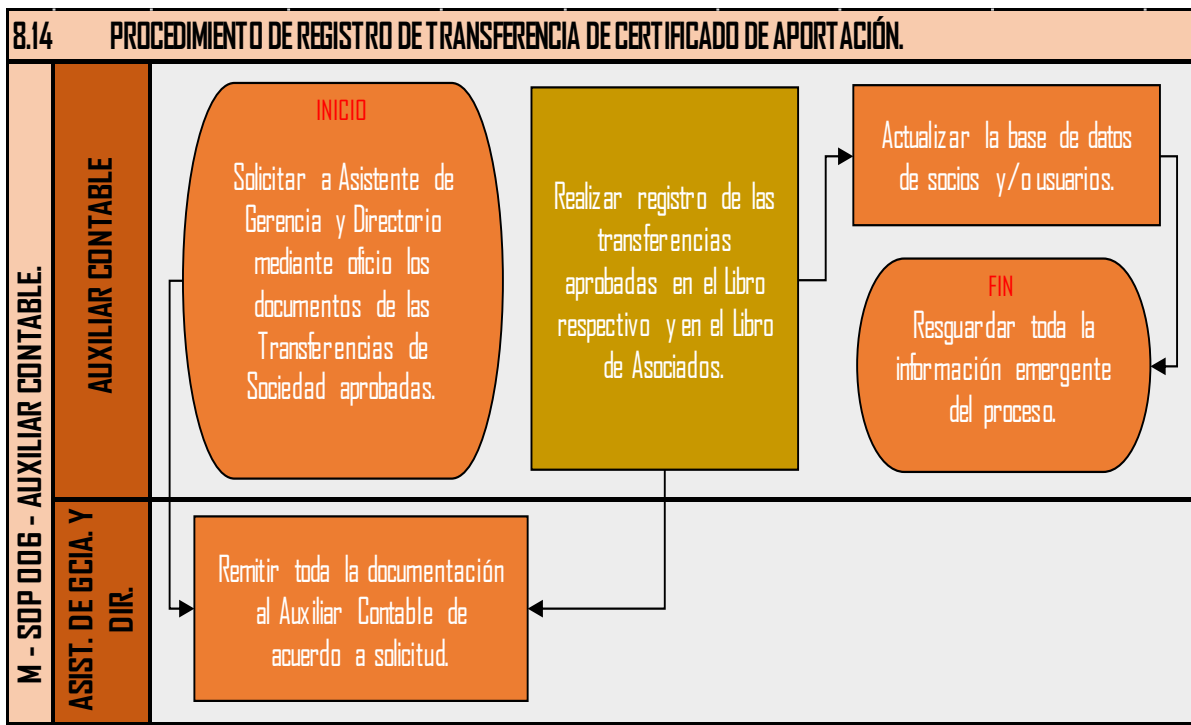 8.14 PROCEDIMIENTO DE REGISTRO DE TRANSFERENCIA DE CERTIFICADO DE APORTACIÓN.
M - SDP 006 - AUXILIAR CONTABLE.
AUXILIAR CONTABLE
INICIO
Solicitar a Asistente de
Gerencia y Directorio
mediante oficio los
documentos de las
Transferencias de
Sociedad aprobadas.
Realizar registro de las
transferencias
aprobadas en el Libro
respectivo y en el Libro
de Asociados.
Actualizar la base de datos
de socios y/o usuarios.
FIN
Resguardar toda la
información emergente
del proceso.
ASIST. DE GCIA. Y
DIR.
Remitir toda la documentación
al Auxiliar Contable de
acuerdo a solicitud.